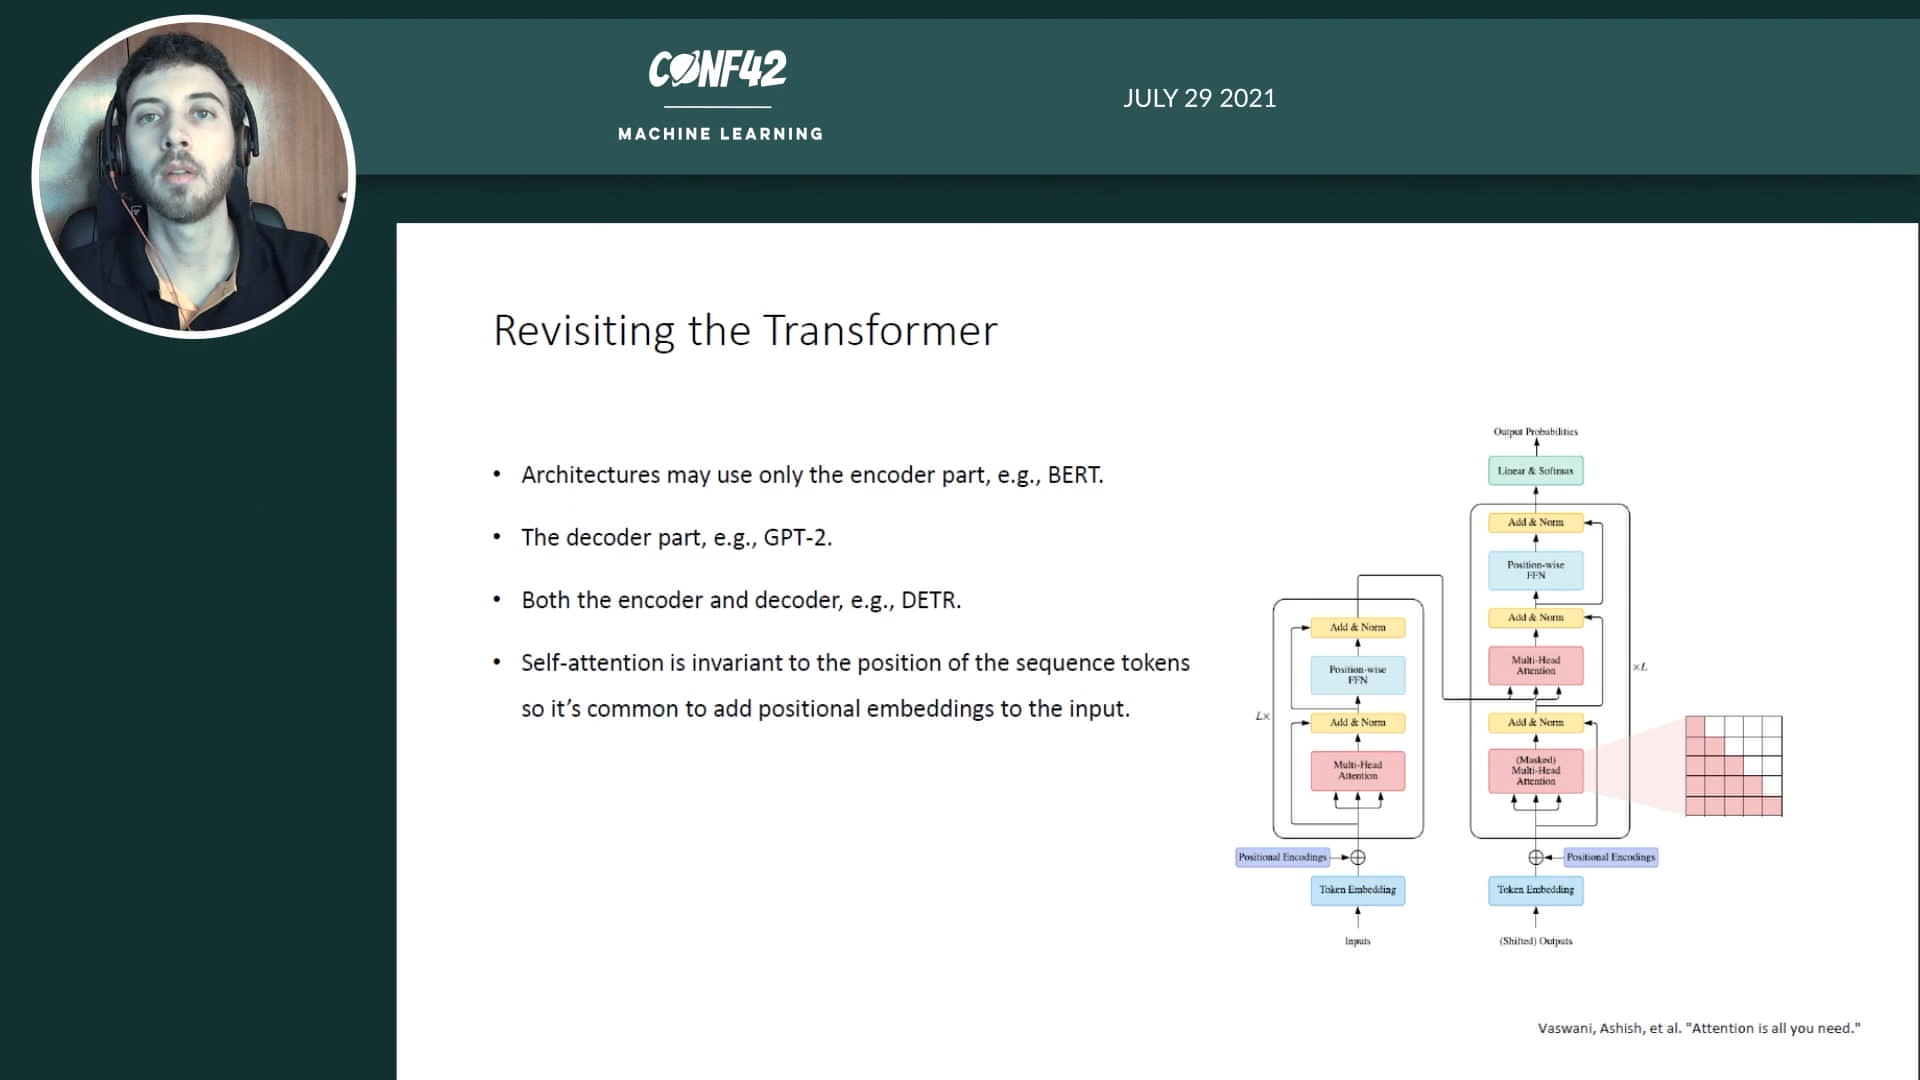 CONF42
MACHINE LEARNING
JULY 29 2021
Revisiting the Transformer
• Architectures may use only the encoder part, e.g., BERT.
• The decoder part, e.g., GPT-2.
• Both the encoder and decoder, e.g., DETR.
• Self-attention is invariant to the position of the sequence tokens
so it’s common to add positional embeddings to the input.
Output Probabilities
Linear & Softmax
Add & Norm
Position-wise
FFN
Add & Norm
Multi-Head
Attention
×L
Add & Norm
(Masked)
Multi-Head
Attention
Positional Encodings
Token Embedding
(Shifted) Outputs
Add & Norm
Position-wise
FFN
L×
Add & Norm
Multi-Head
Attention
Positional Encodings
Token Embedding
Inputs
Vaswani, Ashish, et al. "Attention is all you need."